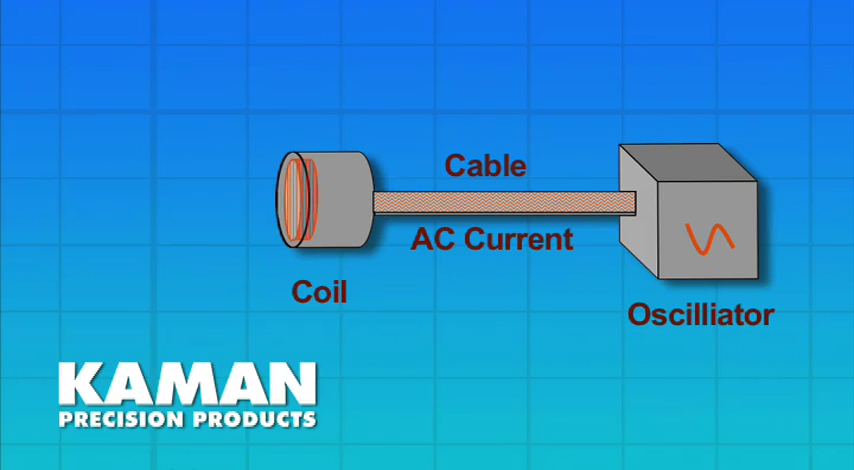 Cable
AC Current
Coil
Oscilliator
KAMAN
PRECISION PRODUCTS